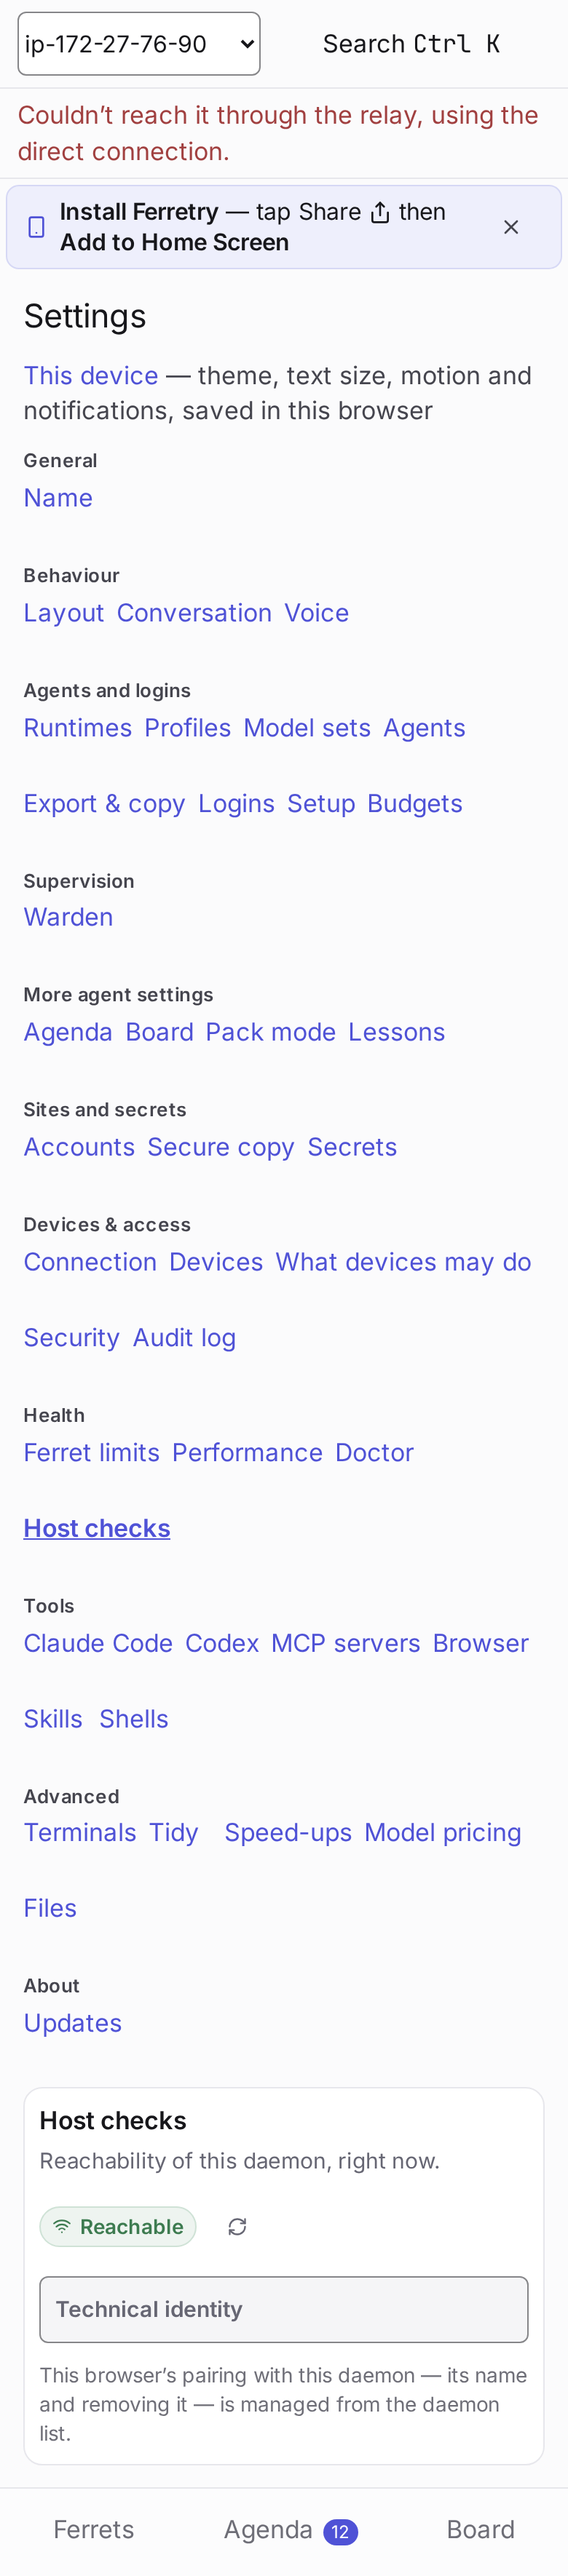 ip-172-27-76-90
Search Ctrl K
Couldn’t reach it through the relay, using the
direct connection.
Install Ferretry — tap Share then
Add to Home Screen
Settings
This device — theme, text size, motion and
notifications, saved in this browser
General
Name
Behaviour
Layout Conversation Voice
Agents and logins
Runtimes Profiles Model sets Agents
Export & copy Logins Setup Budgets
Supervision
Warden
More agent settings
Agenda Board Pack mode Lessons
Sites and secrets
Accounts Secure copy Secrets
Devices & access
Connection Devices What devices may do
Security Audit log
Health
Ferret limits Performance Doctor
Host checks
Tools
Claude Code Codex MCP servers Browser
Skills Shells
Advanced
Terminals Tidy Speed-ups Model pricing
Files
About
Updates
Host checks
Reachability of this daemon, right now.
Reachable
Technical identity
This browser’s pairing with this daemon — its name
and removing it — is managed from the daemon
list.
Ferrets Agenda 12 Board